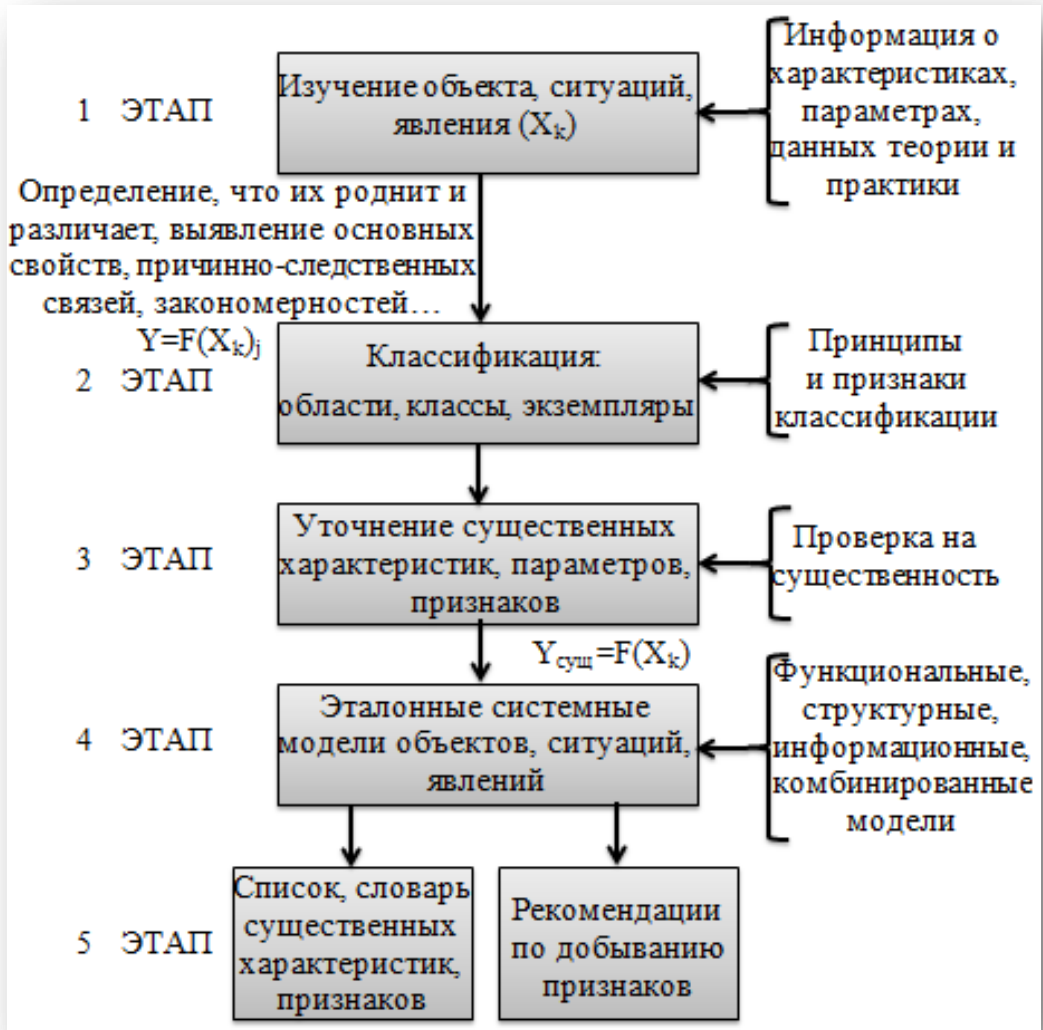 1 ЭТАП
Изучение объекта, ситуаций,
явления (Xk)
Информация о
характеристиках,
параметрах,
данных теории и
практики
Определение, что их роднит и
различает, выявление основных
свойств, причинно-следственных
связей, закономерностей…
Y=F(Xk)j
2 ЭТАП
Классификация:
области, классы, экземпляры
Принципы
и признаки
классификации
3 ЭТАП
Уточнение существенных
характеристик, параметров,
признаков
Проверка на
существенность
Yсущ=F(Xk)
4 ЭТАП
Эталонные системные
модели объектов, ситуаций,
явлений
Функциональные,
структурные,
информационные,
комбинированные
модели
5 ЭТАП
Список, словарь
существенных
характеристик,
признаков
Рекомендации
по добыванию
признаков